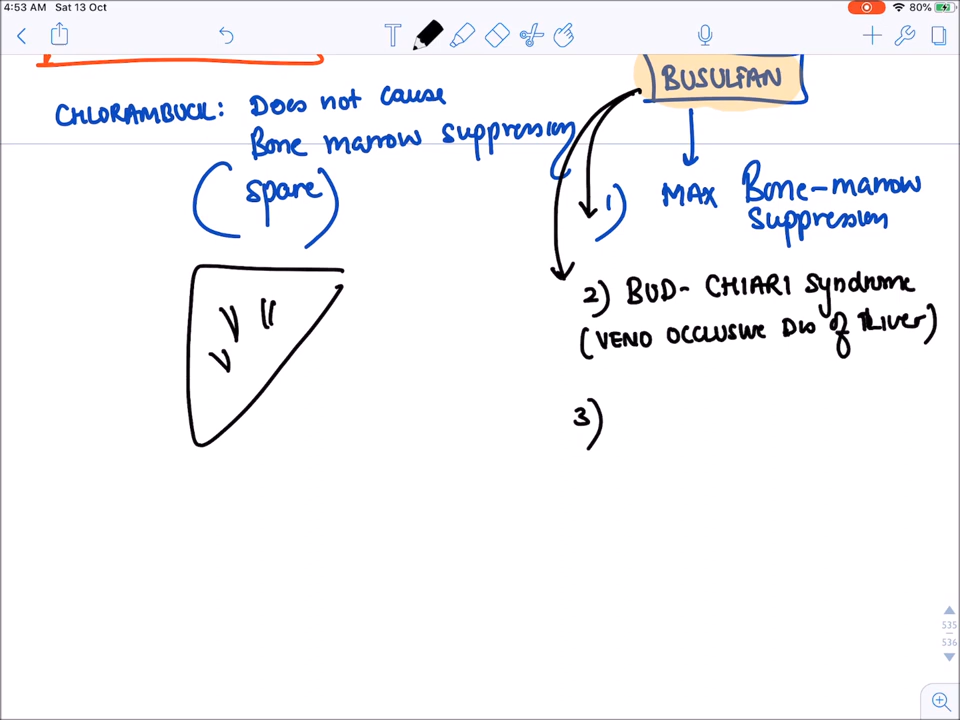 4:53 AM Sat 13 Oct
80%
T
CHLORAMBUCIL: Does not cause
Bone marrow suppression
(spare)
BUSULFAN
1) MAX Bone-marrow
suppression
2) BUD-CHIARI Syndrome
(VENO OCCLUSIVE Dis of Liver)
3)
535
536